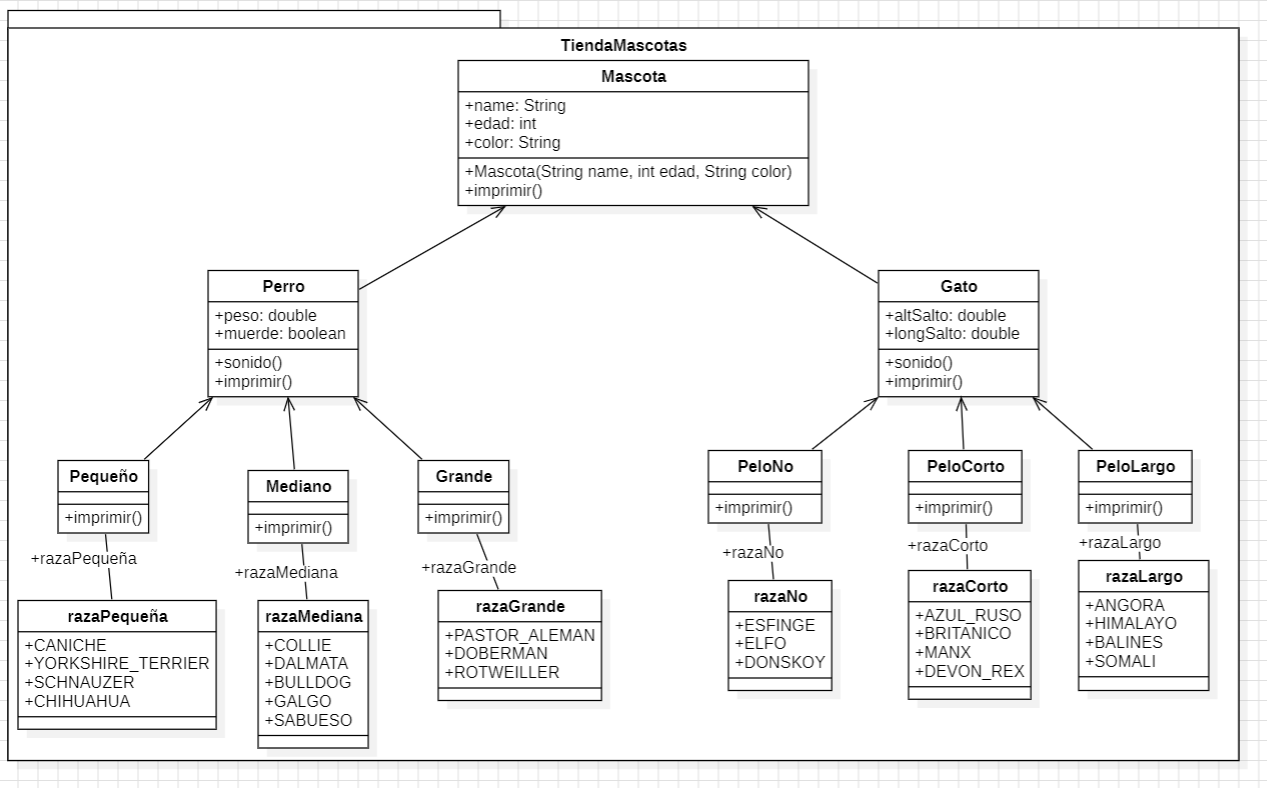 TiendaMascotas
Mascota
+name: String
+edad: int
+color: String
+Mascota(String name, int edad, String color)
+imprimir()
Perro
+peso: double
+muerde: boolean
+sonido()
+imprimir()
Gato
+altSalto: double
+longSalto: double
+sonido()
+imprimir()
Pequeño
+imprimir()
Mediano
+imprimir()
Grande
+imprimir()
PeloNo
+imprimir()
PeloCorto
+imprimir()
PeloLargo
+imprimir()
+razaPequeña
+razaMediana
+razaGrande
+razaNo
+razaCorto
+razaLargo
razaPequeña
+CANICHE
+YORKSHIRE_TERRIER
+SCHNAUZER
+CHIHUAHUA
razaMediana
+COLLIE
+DALMATA
+BULLDOG
+GALGO
+SABUESO
razaGrande
+PASTOR_ALEMAN
+DOBERMAN
+ROTWEILLER
razaNo
+ESFINGE
+ELFO
+DONSKOY
razaCorto
+AZUL_RUSO
+BRITANICO
+MANX
+DEVON_REX
razaLargo
+ANGORA
+HIMALAYO
+BALINES
+SOMALI